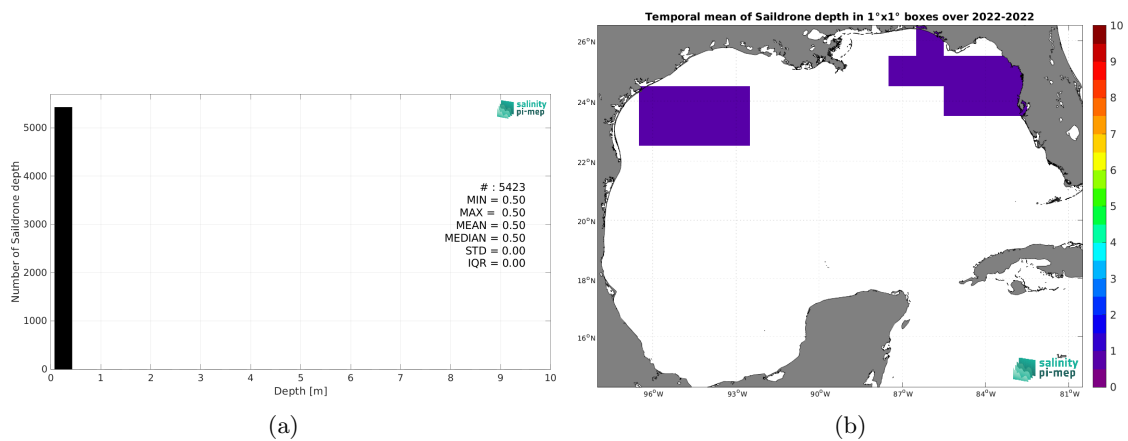 Temporal mean of Saildrone depth in 1°x1° boxes over 2022-2022
salinity
pi-mep
Number of Saildrone depth
5000
4000
3000
2000
1000
0
# : 5423
MIN = 0.50
MAX = 0.50
MEAN = 0.50
MEDIAN = 0.50
STD = 0.00
IQR = 0.00
0 1 2 3 4 5 6 7 8 9 10
Depth [m]
(a)
26°N
24°N
22°N
20°N
18°N
16°N
96°W 93°W 90°W 87°W 84°W 81°W
salinity
pi-mep
10
9
8
7
6
5
4
3
2
1
0
(b)